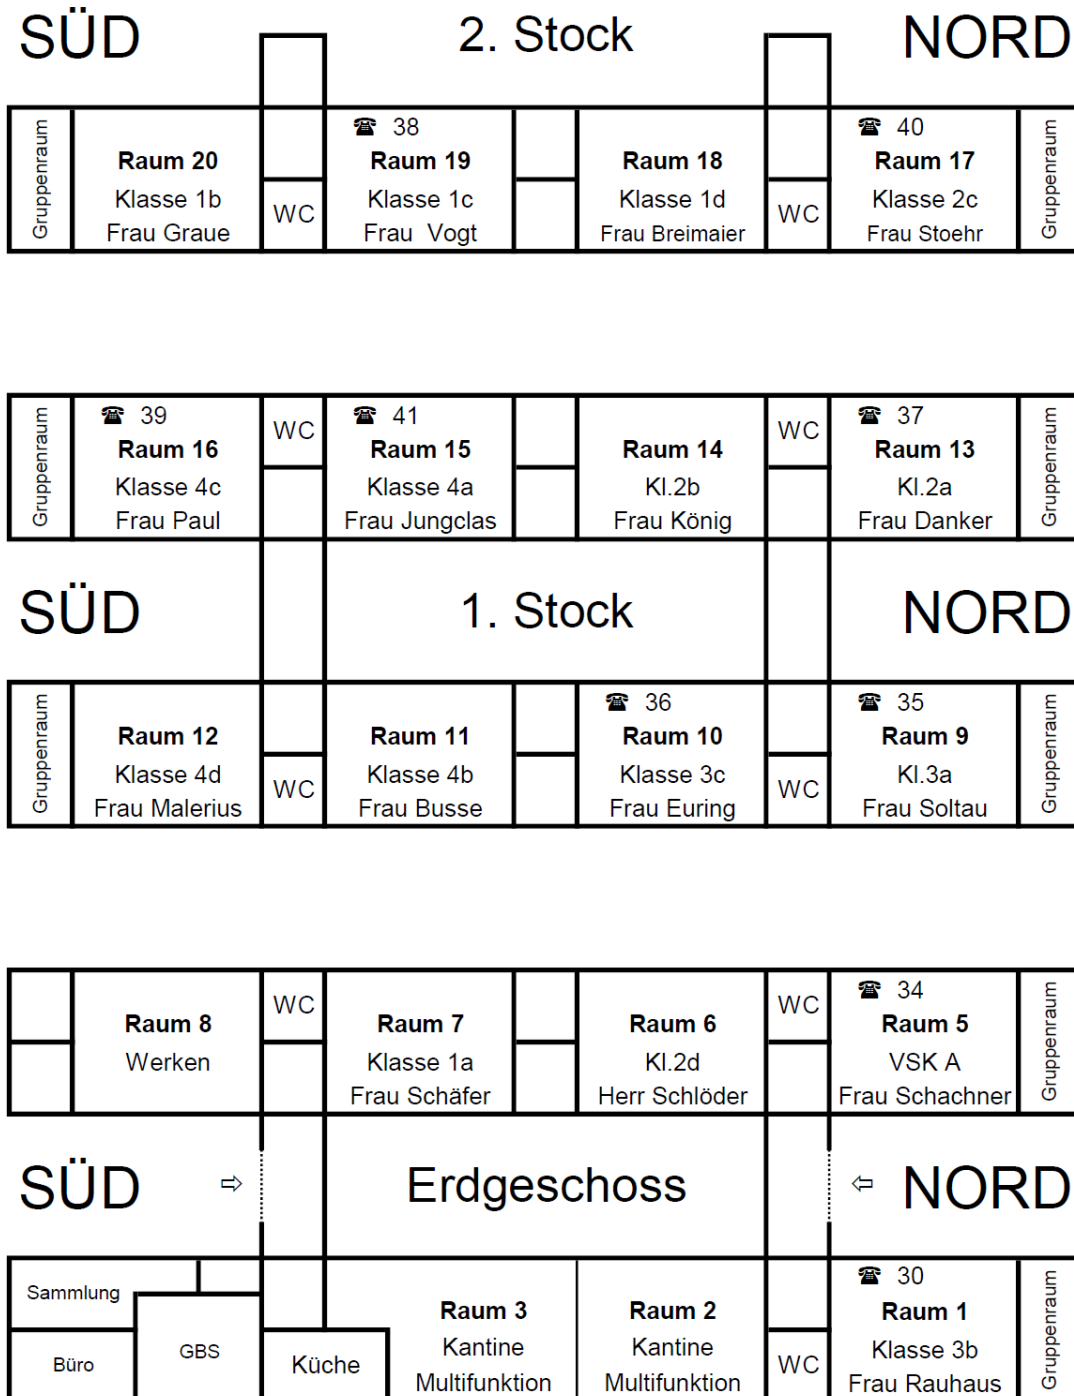 SÜD 2. Stock NORD
Gruppenraum
Raum 20
Klasse 1b
Frau Graue
WC
☎ 38
Raum 19
Klasse 1c
Frau Vogt
Raum 18
Klasse 1d
Frau Breimaier
WC
☎ 40
Raum 17
Klasse 2c
Frau Stoehr
Gruppenraum
Gruppenraum
☎ 39
Raum 16
Klasse 4c
Frau Paul
WC
☎ 41
Raum 15
Klasse 4a
Frau Jungclas
Raum 14
Kl.2b
Frau König
WC
☎ 37
Raum 13
Kl.2a
Frau Danker
Gruppenraum
SÜD 1. Stock NORD
Gruppenraum
Raum 12
Klasse 4d
Frau Malerius
WC
Raum 11
Klasse 4b
Frau Busse
☎ 36
Raum 10
Klasse 3c
Frau Euring
WC
☎ 35
Raum 9
Kl.3a
Frau Soltau
Gruppenraum
Raum 8
Werken
WC
Raum 7
Klasse 1a
Frau Schäfer
Raum 6
Kl.2d
Herr Schlöder
WC
☎ 34
Raum 5
VSK A
Frau Schachner
Gruppenraum
SÜD ⇨ Erdgeschoss ⇦ NORD
Sammlung
Büro
GBS
Küche
Raum 3
Kantine
Multifunktion
Raum 2
Kantine
Multifunktion
WC
☎ 30
Raum 1
Klasse 3b
Frau Rauhaus
Gruppenraum